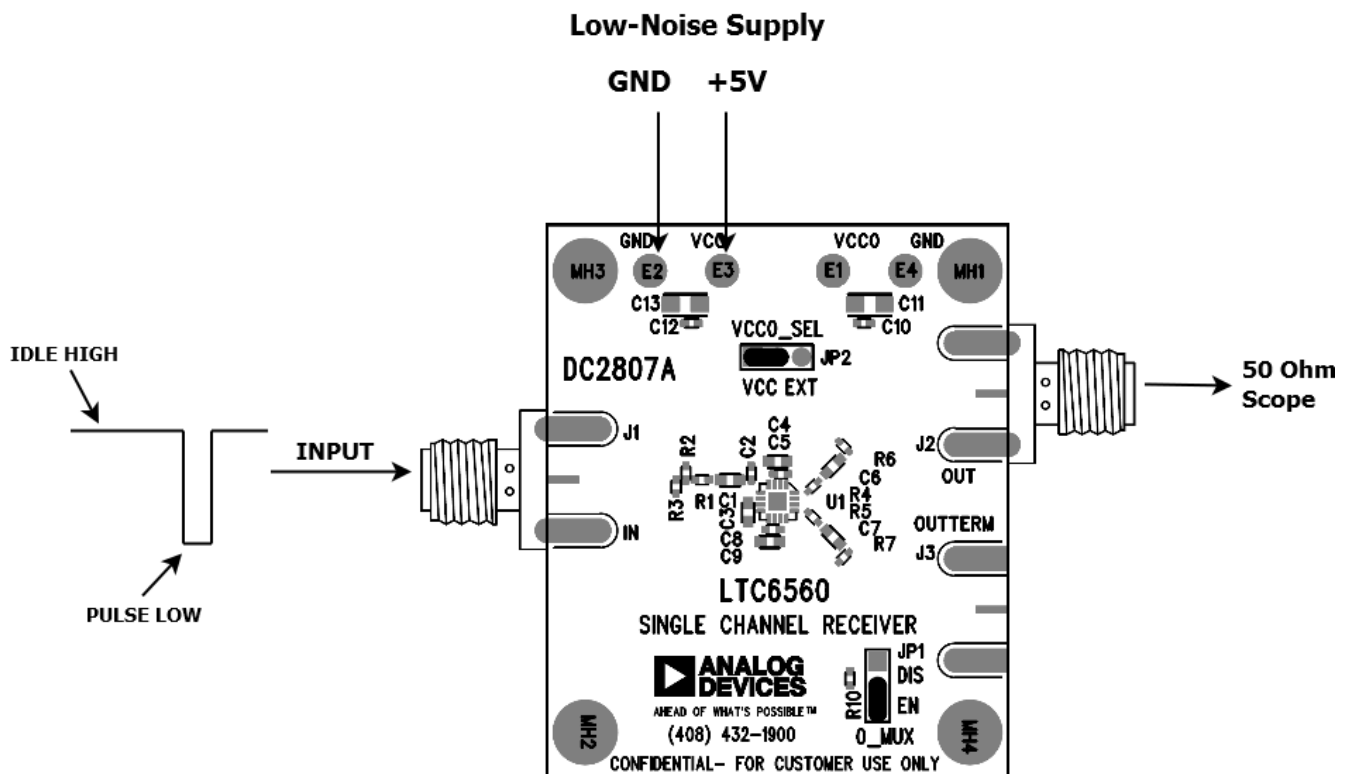 Low-Noise Supply
GND +5V
GND VCC VCCO GND
MH3 E2 E3 E1 E4 MH1
C13 C11
C12 C10
VCCO_SEL
JP2
VCC EXT
DC2807A
IDLE HIGH
PULSE LOW
INPUT
50 Ohm
Scope
J1
IN
J2
OUT
R2
C2
C4
C5
R3
R1
C1
C3
C8
C9
U1
R6
C6
R4
R5
C7
R7
OUTTERM
J3
LTC6560
SINGLE CHANNEL RECEIVER
ANALOG
DEVICES
AHEAD OF WHAT'S POSSIBLE™
(408) 432-1900
JP1
DIS
EN
R10
O_MUX
MH2
MH4
CONFIDENTIAL- FOR CUSTOMER USE ONLY